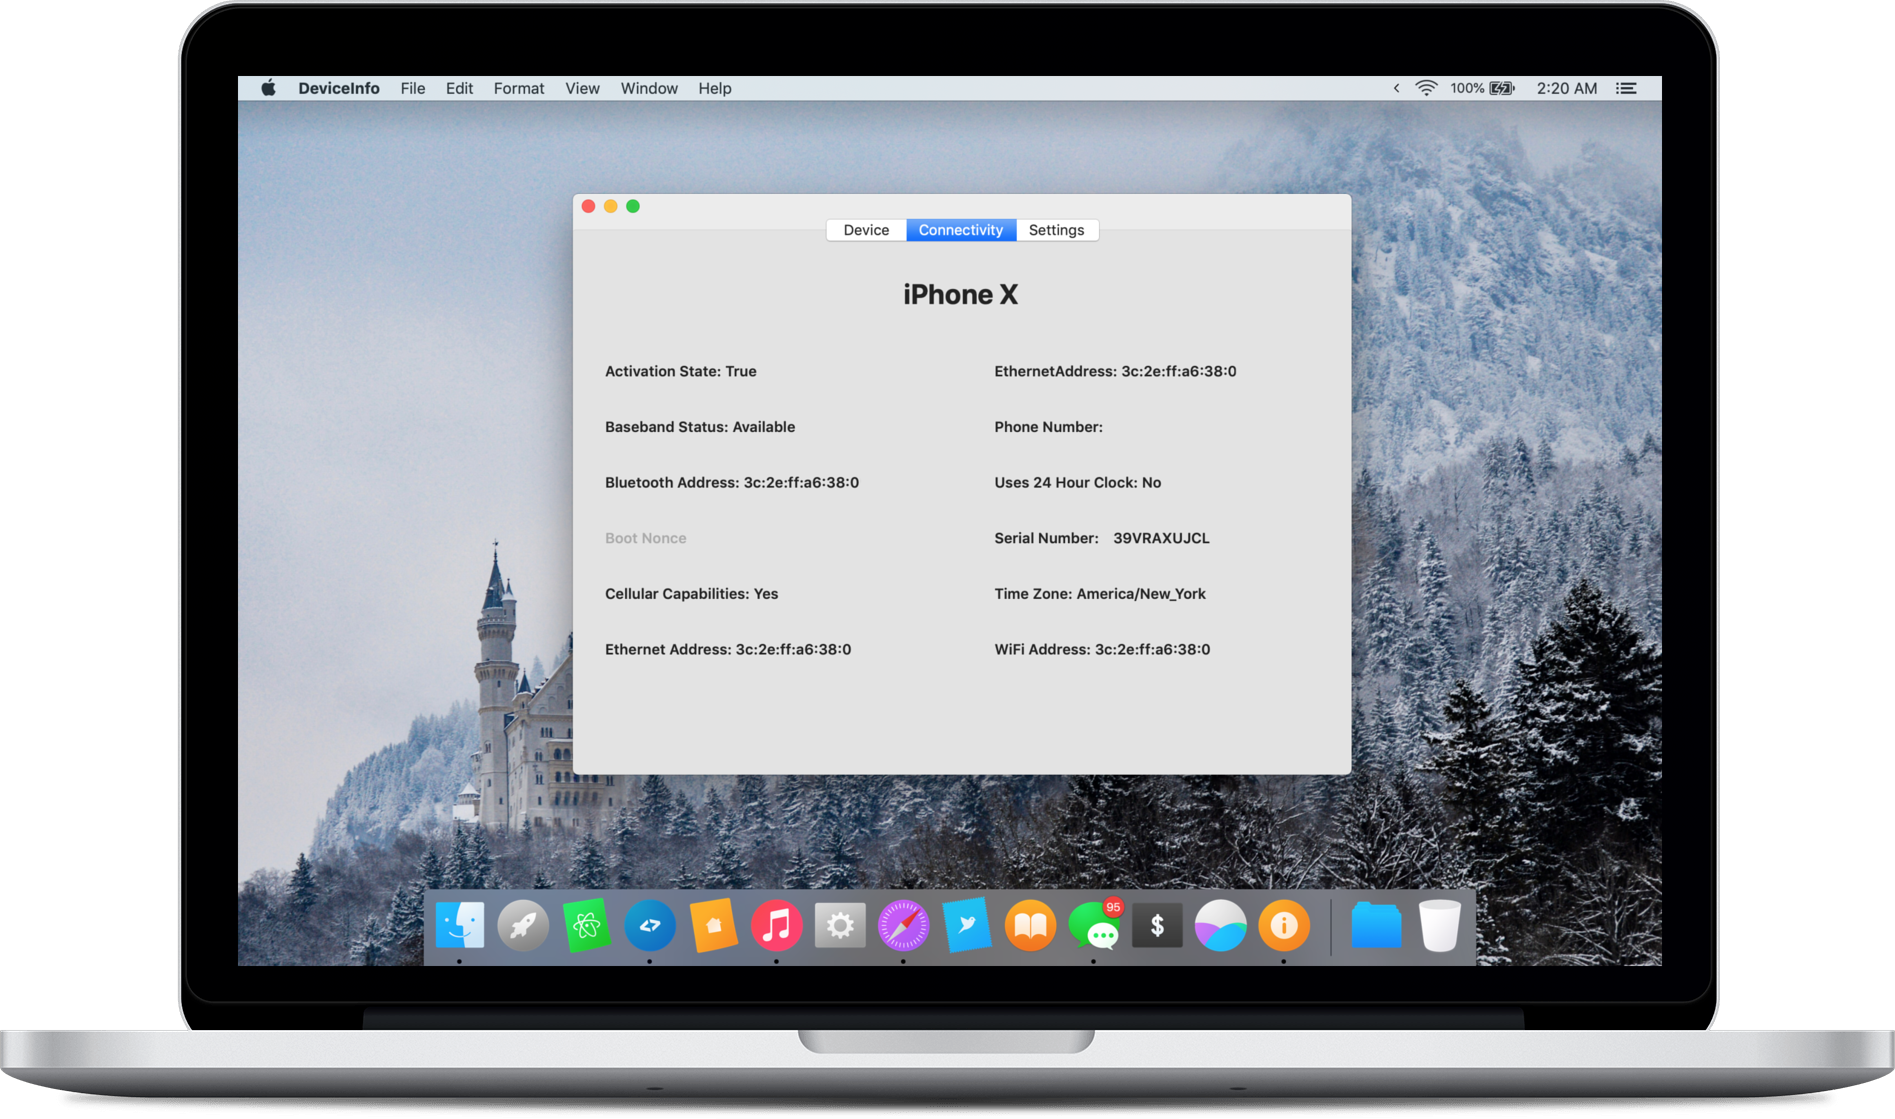 DeviceInfo File Edit Format View Window Help
100% 2:20 AM
Device Connectivity Settings
iPhone X
Activation State: True
Baseband Status: Available
Bluetooth Address: 3c:2e:ff:a6:38:0
Boot Nonce
Cellular Capabilities: Yes
Ethernet Address: 3c:2e:ff:a6:38:0
EthernetAddress: 3c:2e:ff:a6:38:0
Phone Number:
Uses 24 Hour Clock: No
Serial Number: 39VRAXUJCL
Time Zone: America/New_York
WiFi Address: 3c:2e:ff:a6:38:0
95
$